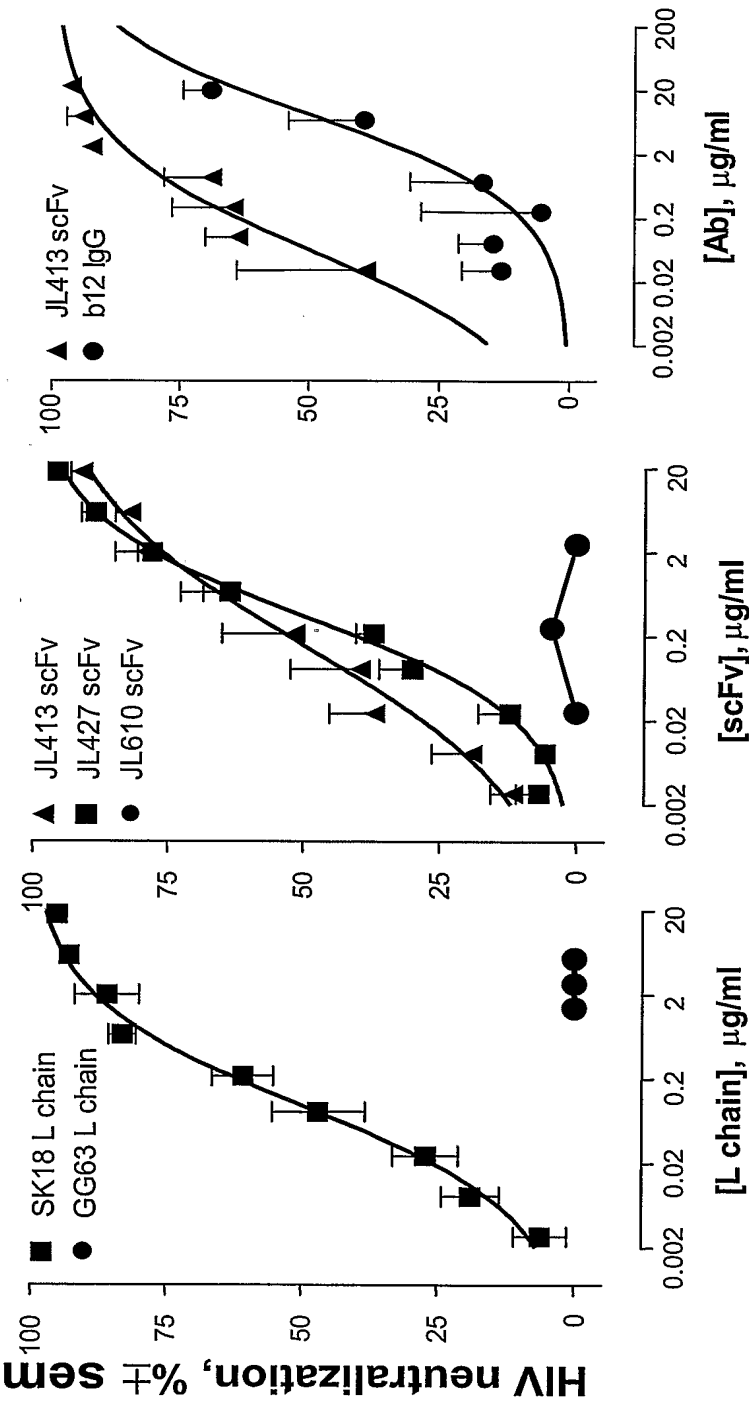 HIV neutralization, %± sem
100
75
50
25
0
SK18 L chain
GG63 L chain
0.002 0.02 0.2 2 20
[L chain], μg/ml
100
75
50
25
0
JL413 scFv
JL427 scFv
JL610 scFv
0.002 0.02 0.2 2 20
[scFv], μg/ml
100
75
50
25
0
JL413 scFv
b12 IgG
0.002 0.02 0.2 2 20 200
[Ab], μg/ml